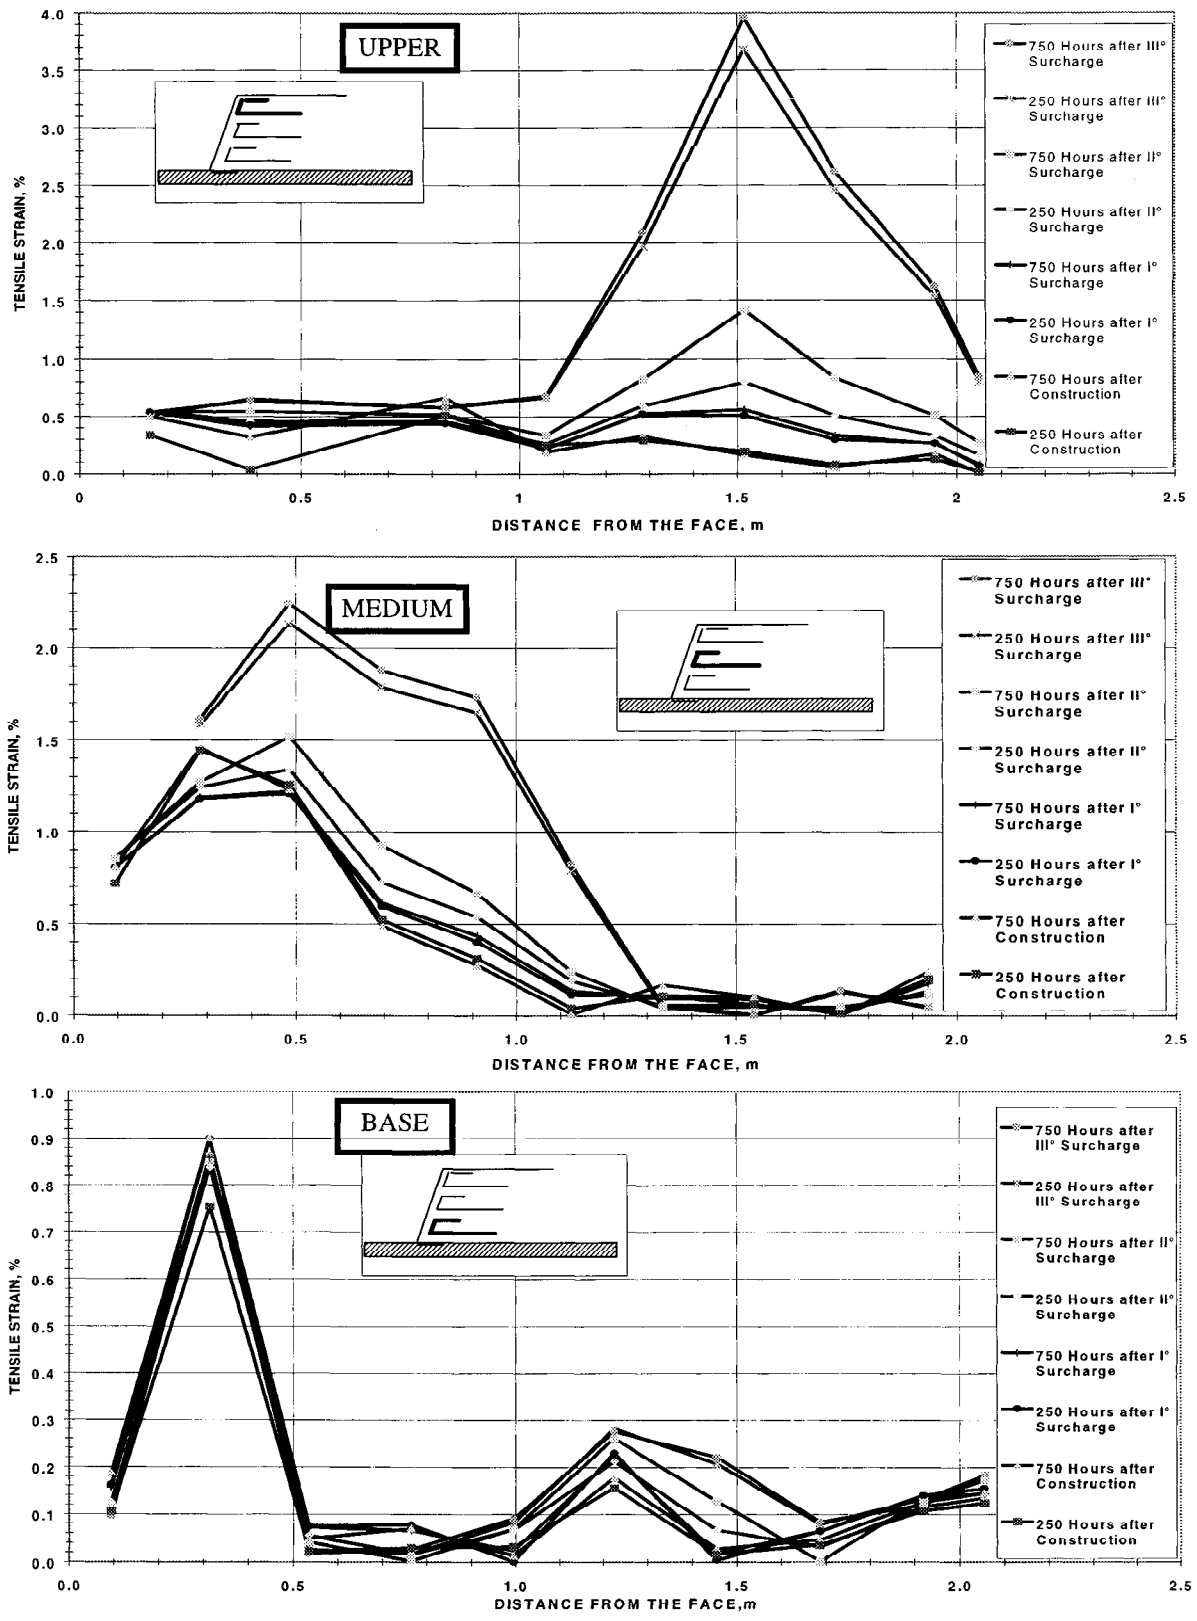 UPPER
4.0
3.5
3.0
2.5
2.0
1.5
1.0
0.5
0.0
TENSILE STRAIN, %
0
0.5
1
1.5
2
2.5
DISTANCE FROM THE FACE, m
750 Hours after III°
Surcharge
250 Hours after III°
Surcharge
750 Hours after II°
Surcharge
250 Hours after II°
Surcharge
750 Hours after I°
Surcharge
250 Hours after I°
Surcharge
750 Hours after
Construction
250 Hours after
Construction
MEDIUM
2.5
2.0
1.5
1.0
0.5
0.0
TENSILE STRAIN, %
0.0
0.5
1.0
1.5
2.0
2.5
DISTANCE FROM THE FACE, m
750 Hours after III°
Surcharge
250 Hours after III°
Surcharge
750 Hours after II°
Surcharge
250 Hours after II°
Surcharge
750 Hours after I°
Surcharge
250 Hours after I°
Surcharge
750 Hours after
Construction
250 Hours after
Construction
BASE
1.0
0.9
0.8
0.7
0.6
0.5
0.4
0.3
0.2
0.1
0.0
TENSILE STRAIN, %
0.0
0.5
1.0
1.5
2.0
2.5
DISTANCE FROM THE FACE,m
750 Hours after
III° Surcharge
250 Hours after
III° Surcharge
750 Hours after II°
Surcharge
250 Hours after II°
Surcharge
750 Hours after I°
Surcharge
250 Hours after I°
Surcharge
750 Hours after
Construction
250 Hours after
Construction